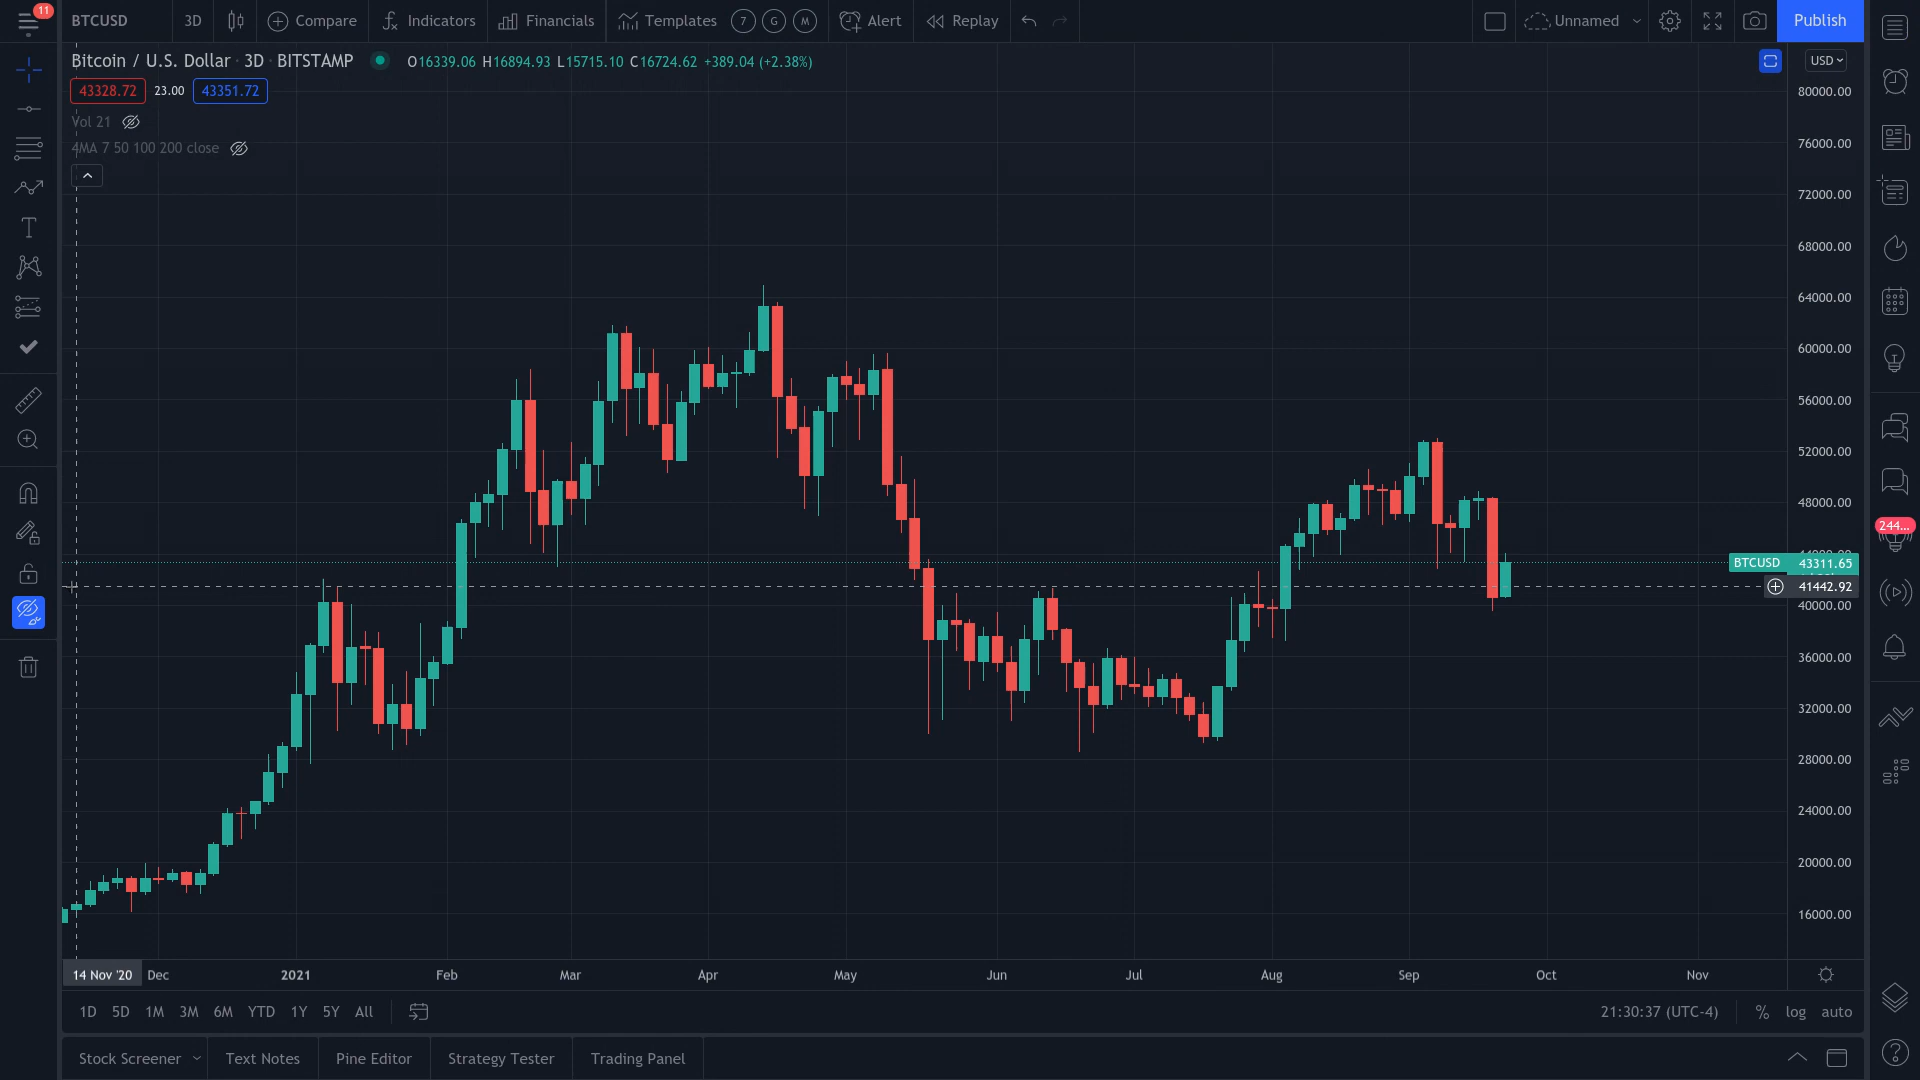 11
BTCUSD 3D Compare Indicators Financials Templates 7 G M Alert Replay Unnamed Publish
Bitcoin / U.S. Dollar · 3D · BITSTAMP O16339.06 H16894.93 L15715.10 C16724.62 +389.04 (+2.38%)
USD
43328.72 23.00 43351.72
Vol 21
4MA 7 50 100 200 close
80000.00
76000.00
72000.00
68000.00
64000.00
60000.00
56000.00
52000.00
48000.00
244...
44000.00
BTCUSD 43311.65
41442.92
40000.00
36000.00
32000.00
28000.00
24000.00
20000.00
16000.00
14 Nov '20 Dec 2021 Feb Mar Apr May Jun Jul Aug Sep Oct Nov
1D 5D 1M 3M 6M YTD 1Y 5Y All 21:30:37 (UTC-4) % log auto
Stock Screener Text Notes Pine Editor Strategy Tester Trading Panel